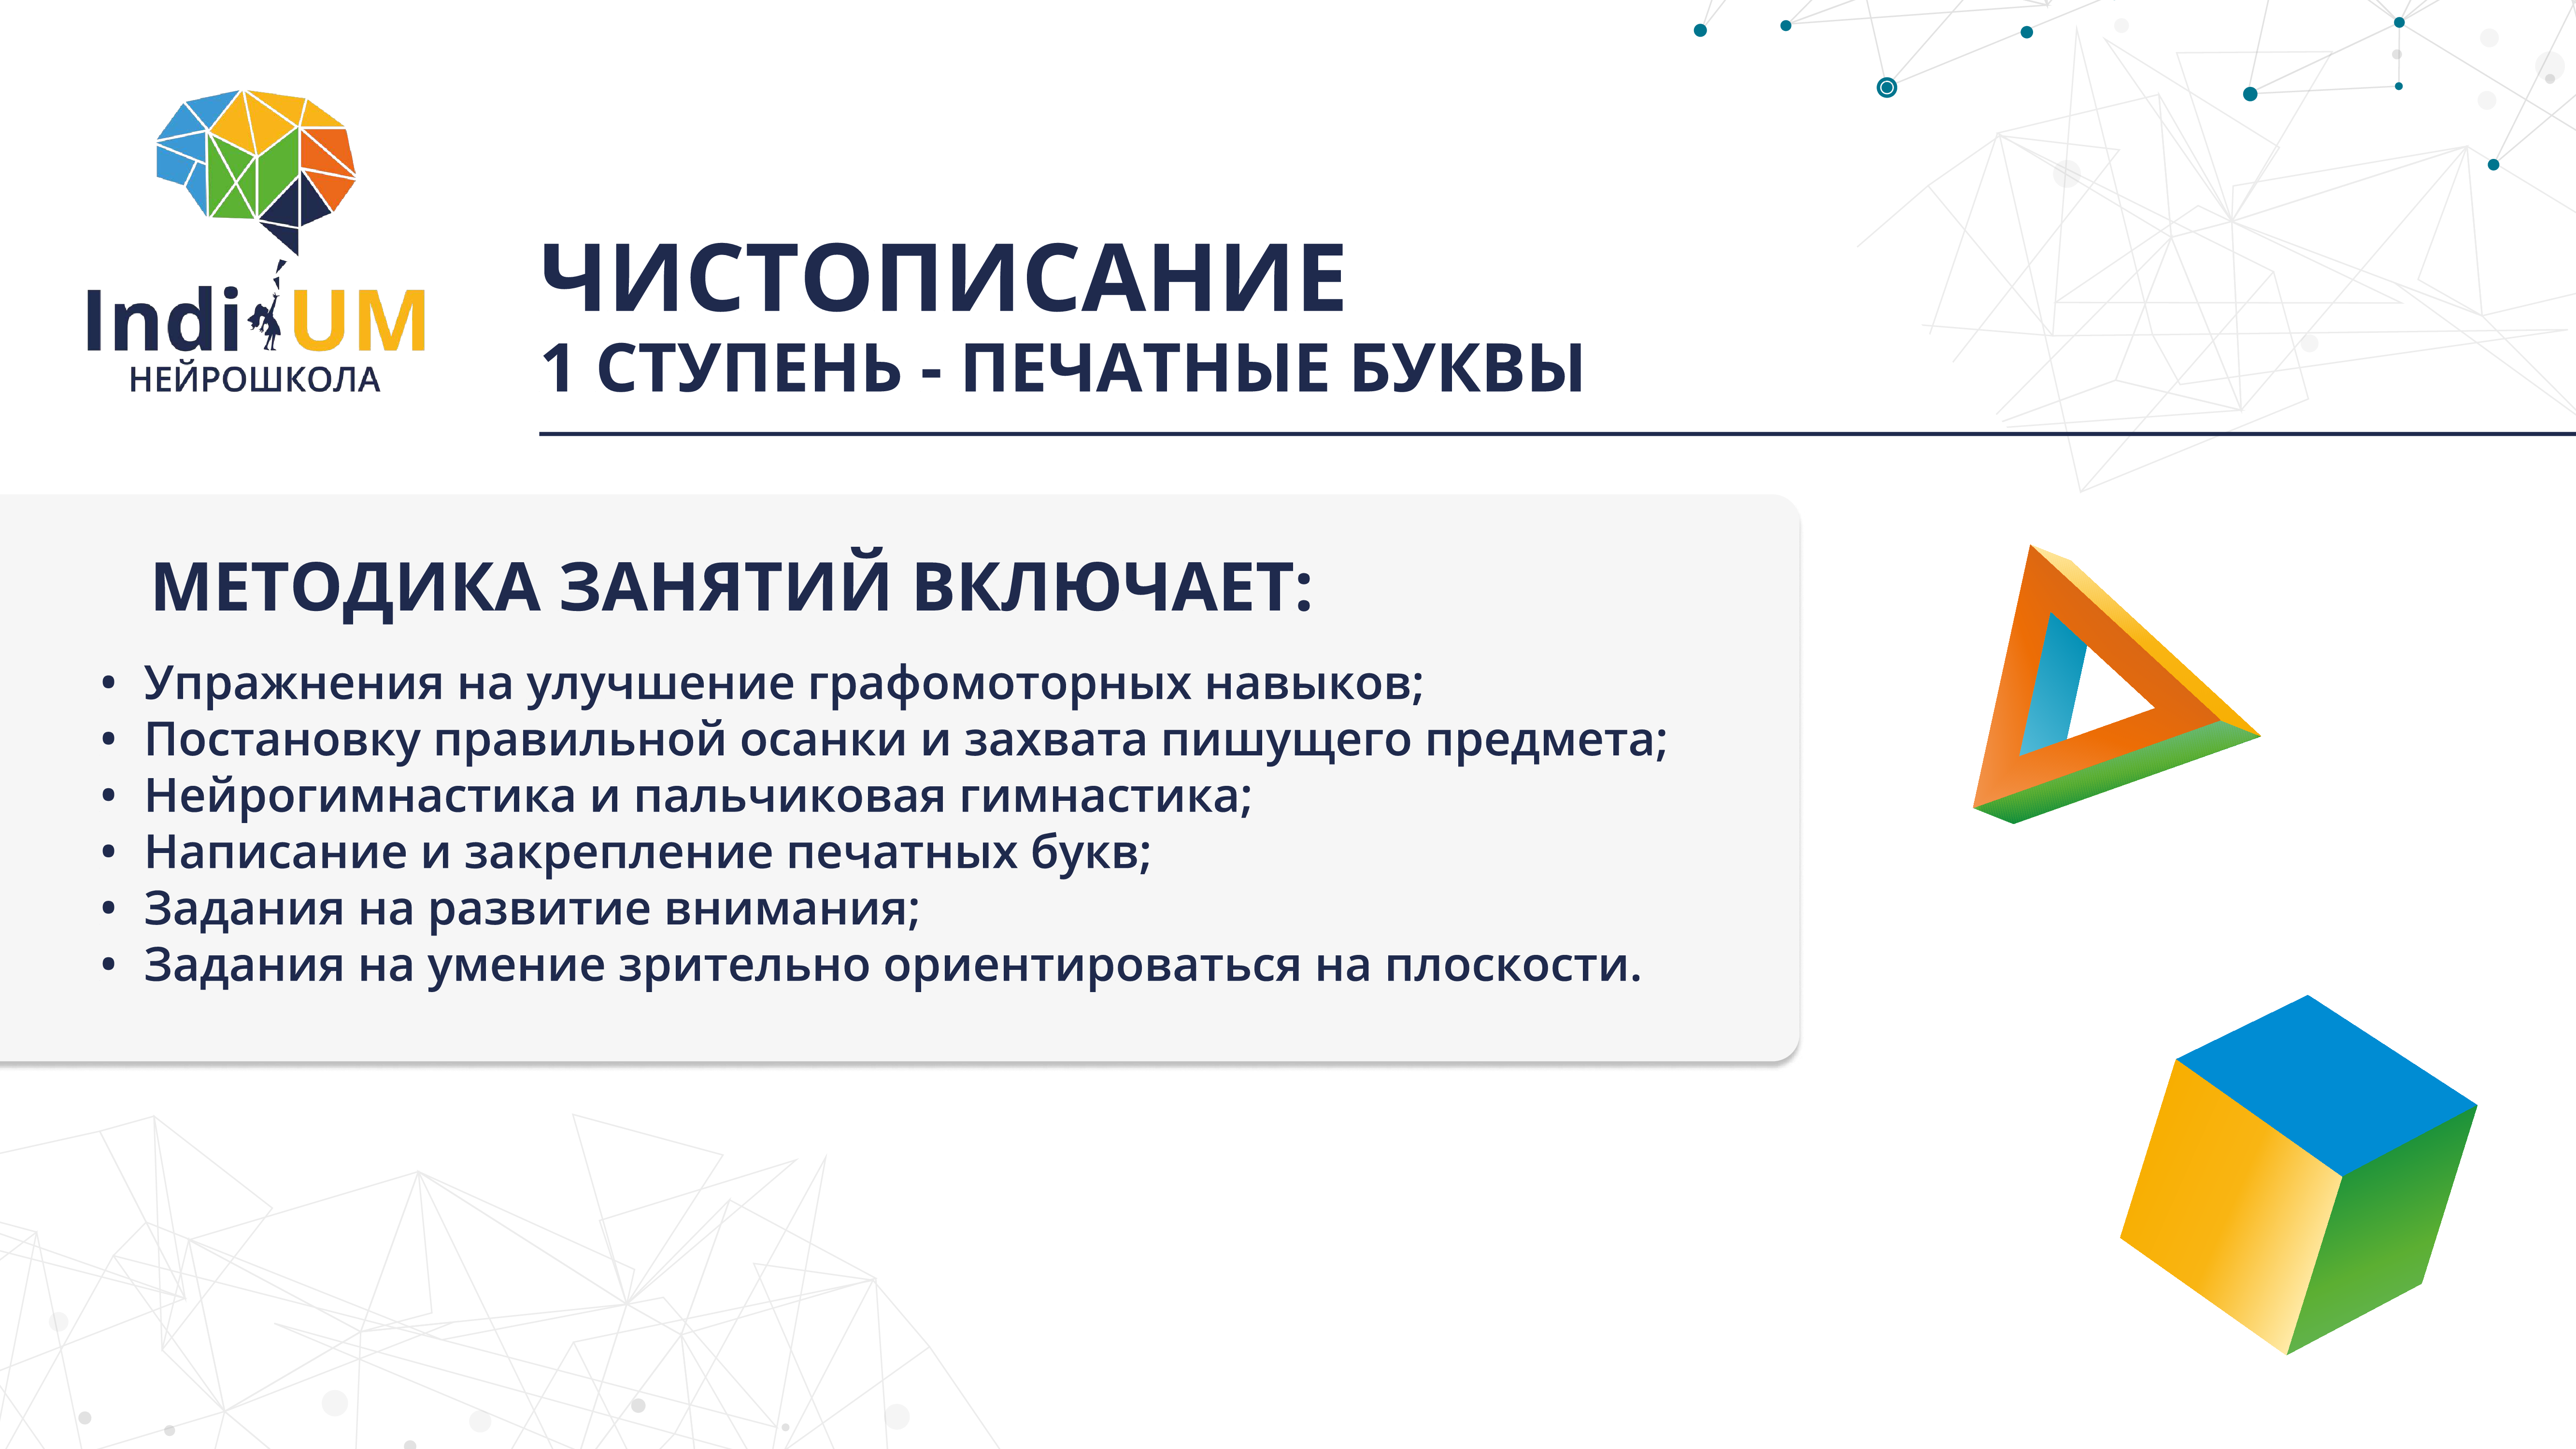 IndiUM
НЕЙРОШКОЛА
ЧИСТОПИСАНИЕ
1 СТУПЕНЬ - ПЕЧАТНЫЕ БУКВЫ
МЕТОДИКА ЗАНЯТИЙ ВКЛЮЧАЕТ:
• Упражнения на улучшение графомоторных навыков;
• Постановку правильной осанки и захвата пишущего предмета;
• Нейрогимнастика и пальчиковая гимнастика;
• Написание и закрепление печатных букв;
• Задания на развитие внимания;
• Задания на умение зрительно ориентироваться на плоскости.